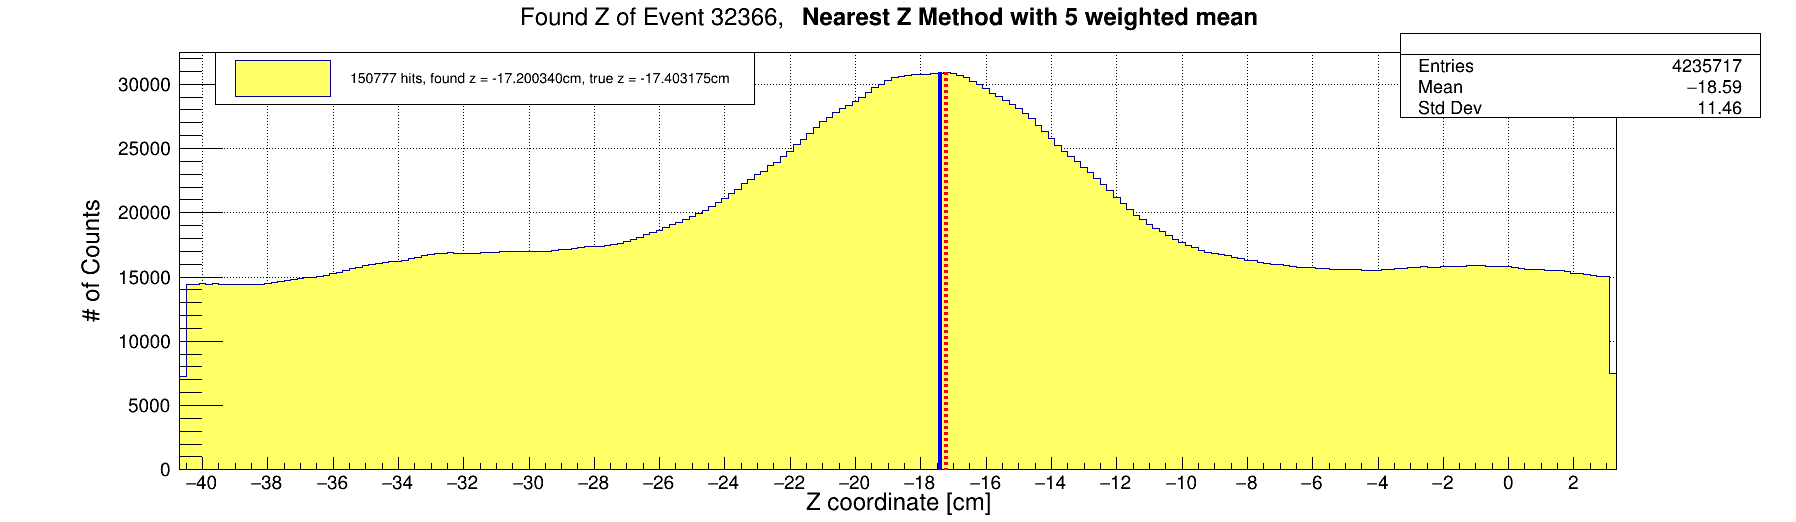 Found Z of Event 32366, Nearest Z Method with 5 weighted mean
150777 hits, found z = -17.200340cm, true z = -17.403175cm
Entries 4235717
Mean −18.59
Std Dev 11.46
# of Counts
30000
25000
20000
15000
10000
5000
0
−40 −38 −36 −34 −32 −30 −28 −26 −24 −22 −20 −18 −16 −14 −12 −10 −8 −6 −4 −2 0 2
Z coordinate [cm]